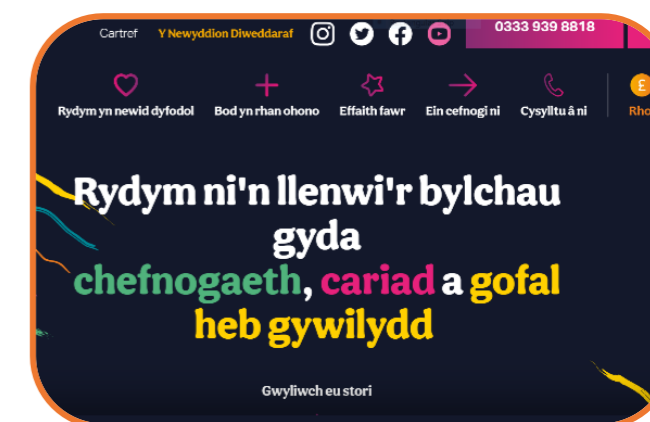 Cartref Y Newyddion Diweddaraf 0333 939 8818
Rydym yn newid dyfodol Bod yn rhan ohono Effaith fawr Ein cefnogi ni Cysylltu â ni
Rydym ni'n llenwi'r bylchau
gyda
chefnogaeth, cariad a gofal
heb gywilydd
Gwyliwch eu stori